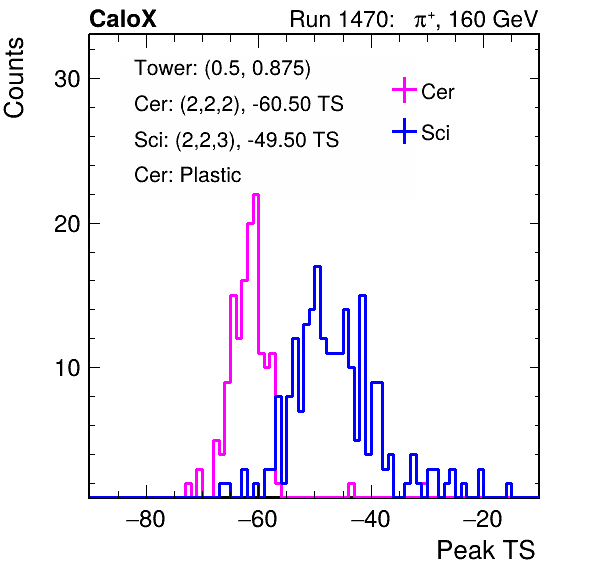 CaloX Run 1470: π⁺, 160 GeV
Counts
30
20
10
Tower: (0.5, 0.875)
Cer: (2,2,2), -60.50 TS
Sci: (2,2,3), -49.50 TS
Cer: Plastic
Cer
Sci
−80 −60 −40 −20
Peak TS